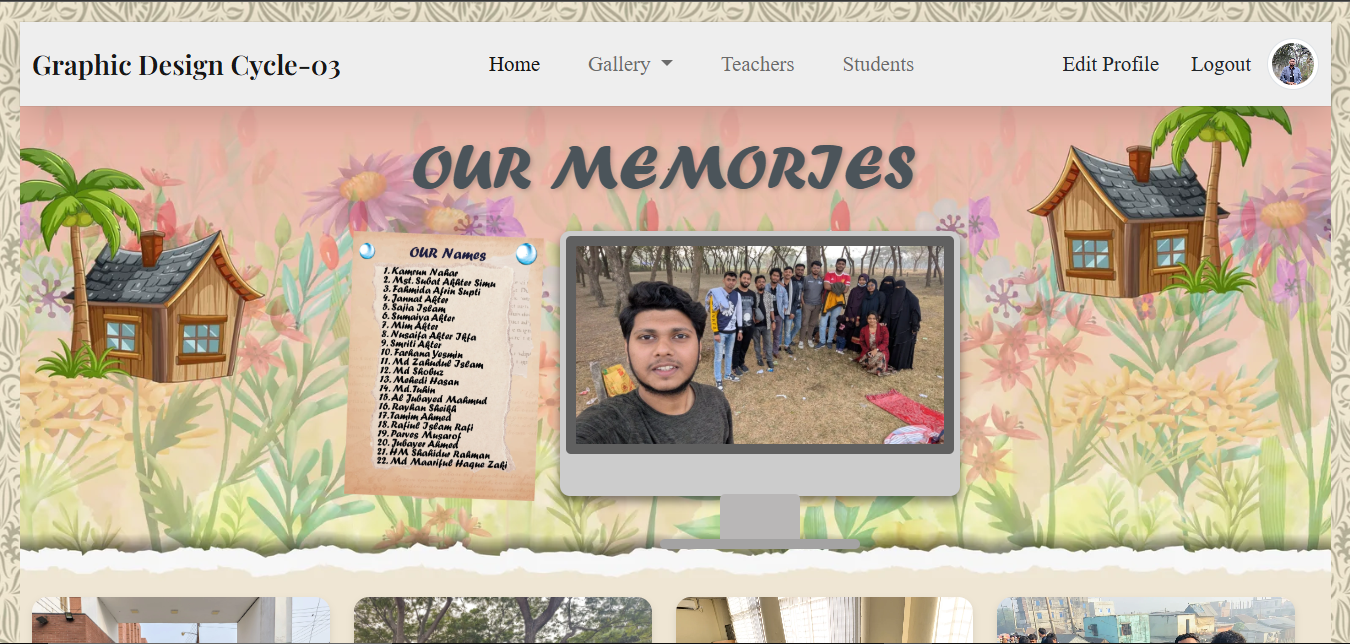 Graphic Design Cycle-03
Home
Gallery
Teachers
Students
Edit Profile
Logout
OUR MEMORIES
OUR Names
1. Kamrun Nahar
2. Mst. Subat Akhter Simu
3. Fahmida Afrin Supti
4. Jannat Akter
5. Sajia Islam
6. Sumaiya Akter
7. Mim Akter
8. Nusaifa Akter Ikfa
9. Smriti Akter
10. Farhana Yesmin
11. Md Zahudul Islam
12. Md Shobuz
13. Mehedi Hasan
14. Md.Tuhin
15.Al Jubayed Mahmud
16. Rayhan Sheikh
17.Tamim Ahmed
18. Rafiul Islam Rafi
19. Parves Musarof
20. Jubayer Ahmed
21. HM Shahidur Rahman
22. Md Maariful Haque Zaki